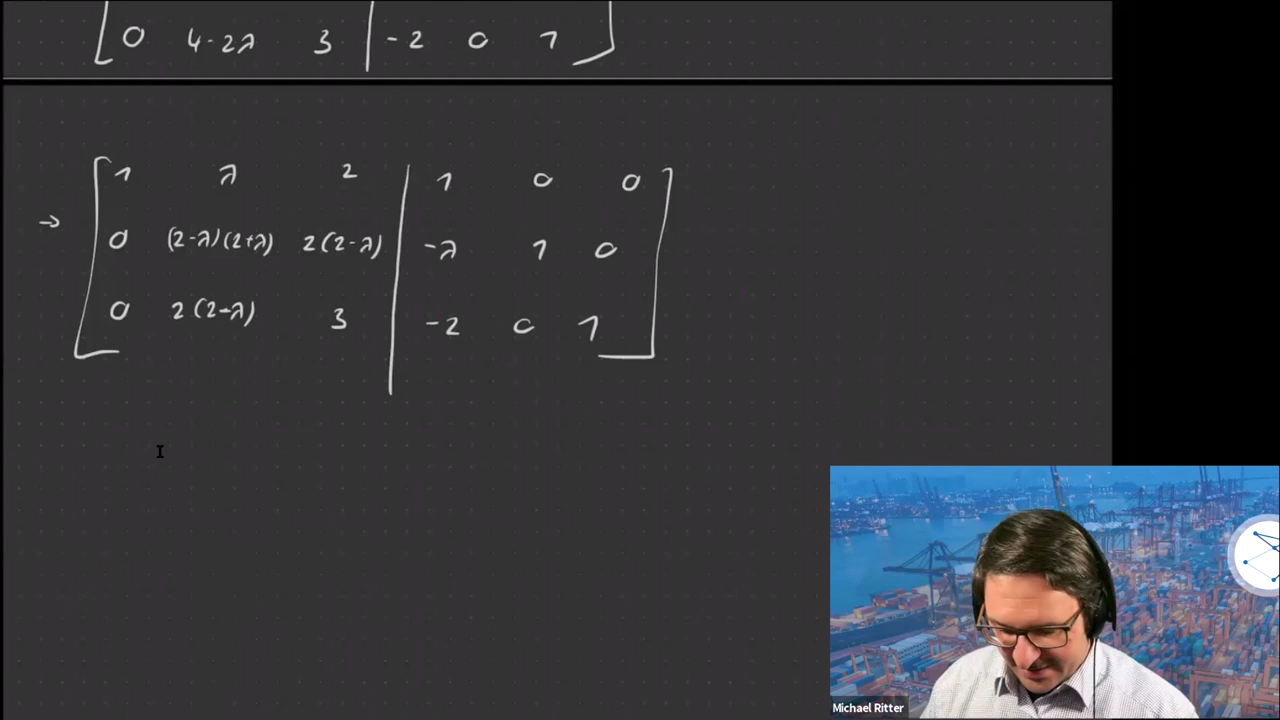 0 4-2λ 3 | -2 0 1
1 λ 2 | 1 0 0
→ 0 (2-λ)(2+λ) 2(2-λ) | -λ 1 0
0 2(2-λ) 3 | -2 0 1
Michael Ritter